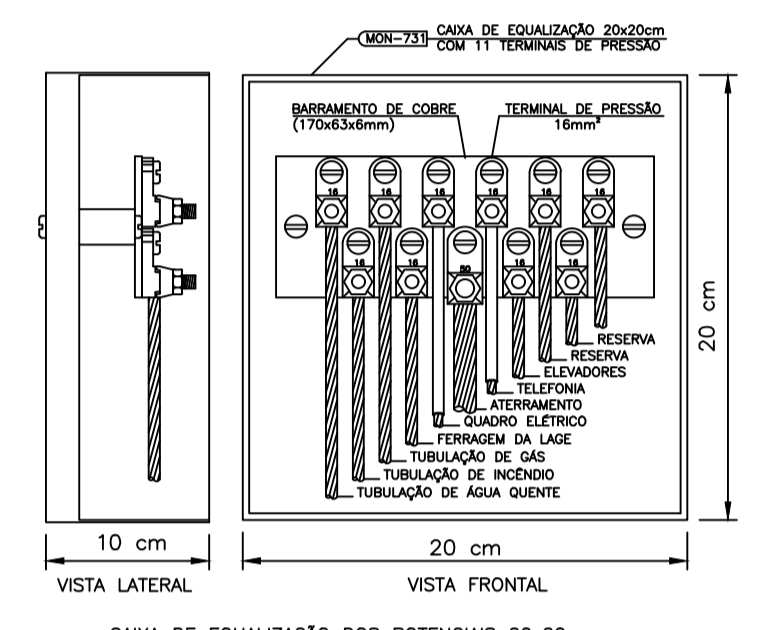 MON-731
CAIXA DE EQUALIZAÇÃO 20x20cm
COM 11 TERMINAIS DE PRESSÃO
BARRAMENTO DE COBRE
(170x63x6mm)
TERMINAL DE PRESSÃO
16mm²
16 16 16 16 16 16
16 16 50 16 16
RESERVA
RESERVA
ELEVADORES
TELEFONIA
ATERRAMENTO
QUADRO ELÉTRICO
FERRAGEM DA LAGE
TUBULAÇÃO DE GÁS
TUBULAÇÃO DE INCÊNDIO
TUBULAÇÃO DE ÁGUA QUENTE
20 cm
10 cm
20 cm
VISTA LATERAL
VISTA FRONTAL